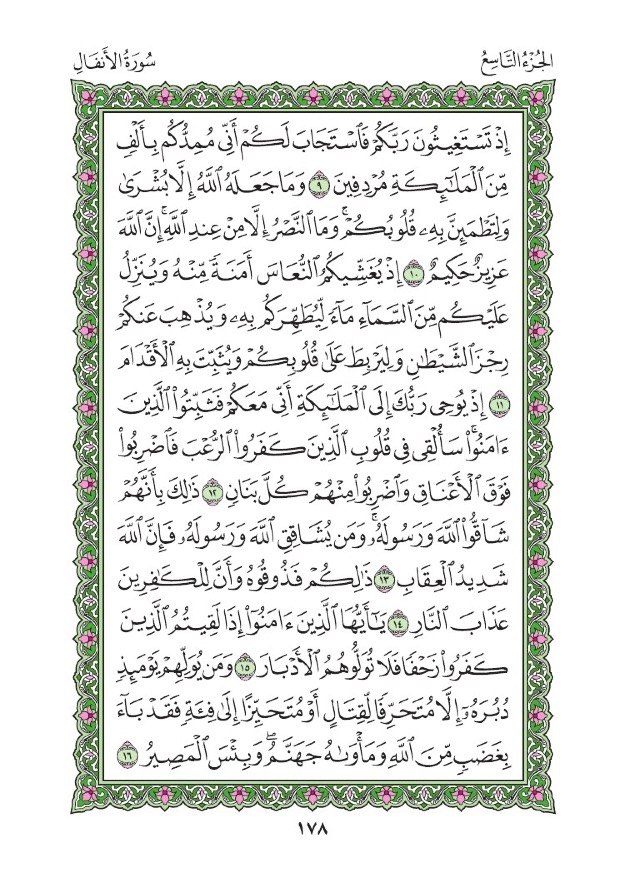 الجُزْءُ التَّاسِعُ
سُورَةُ الأَنفَالِ
إِذْ تَسْتَغِيثُونَ رَبَّكُمْ فَٱسْتَجَابَ لَكُمْ أَنِّى مُمِدُّكُم بِأَلْفٍ
مِّنَ ٱلْمَلَـٰٓئِكَةِ مُرْدِفِينَ ٩ وَمَا جَعَلَهُ ٱللَّهُ إِلَّا بُشْرَىٰ
وَلِتَطْمَئِنَّ بِهِۦ قُلُوبُكُمْ ۚ وَمَا ٱلنَّصْرُ إِلَّا مِنْ عِندِ ٱللَّهِ ۚ إِنَّ ٱللَّهَ
عَزِيزٌ حَكِيمٌ ١٠ إِذْ يُغَشِّيكُمُ ٱلنُّعَاسَ أَمَنَةً مِّنْهُ وَيُنَزِّلُ
عَلَيْكُم مِّنَ ٱلسَّمَآءِ مَآءً لِّيُطَهِّرَكُم بِهِۦ وَيُذْهِبَ عَنكُمْ
رِجْزَ ٱلشَّيْطَـٰنِ وَلِيَرْبِطَ عَلَىٰ قُلُوبِكُمْ وَيُثَبِّتَ بِهِ ٱلْأَقْدَامَ
١١ إِذْ يُوحِى رَبُّكَ إِلَى ٱلْمَلَـٰٓئِكَةِ أَنِّى مَعَكُمْ فَثَبِّتُوا۟ ٱلَّذِينَ
ءَامَنُوا۟ ۚ سَأُلْقِى فِى قُلُوبِ ٱلَّذِينَ كَفَرُوا۟ ٱلرُّعْبَ فَٱضْرِبُوا۟
فَوْقَ ٱلْأَعْنَاقِ وَٱضْرِبُوا۟ مِنْهُمْ كُلَّ بَنَانٍ ١٢ ذَٰلِكَ بِأَنَّهُمْ
شَآقُّوا۟ ٱللَّهَ وَرَسُولَهُۥ ۚ وَمَن يُشَاقِقِ ٱللَّهَ وَرَسُولَهُۥ فَإِنَّ ٱللَّهَ
شَدِيدُ ٱلْعِقَابِ ١٣ ذَٰلِكُمْ فَذُوقُوهُ وَأَنَّ لِلْكَـٰفِرِينَ
عَذَابَ ٱلنَّارِ ١٤ يَـٰٓأَيُّهَا ٱلَّذِينَ ءَامَنُوٓا۟ إِذَا لَقِيتُمُ ٱلَّذِينَ
كَفَرُوا۟ زَحْفًا فَلَا تُوَلُّوهُمُ ٱلْأَدْبَارَ ١٥ وَمَن يُوَلِّهِمْ يَوْمَئِذٍ
دُبُرَهُۥٓ إِلَّا مُتَحَرِّفًا لِّقِتَالٍ أَوْ مُتَحَيِّزًا إِلَىٰ فِئَةٍ فَقَدْ بَآءَ
بِغَضَبٍ مِّنَ ٱللَّهِ وَمَأْوَىٰهُ جَهَنَّمُ ۖ وَبِئْسَ ٱلْمَصِيرُ ١٦
١٧٨